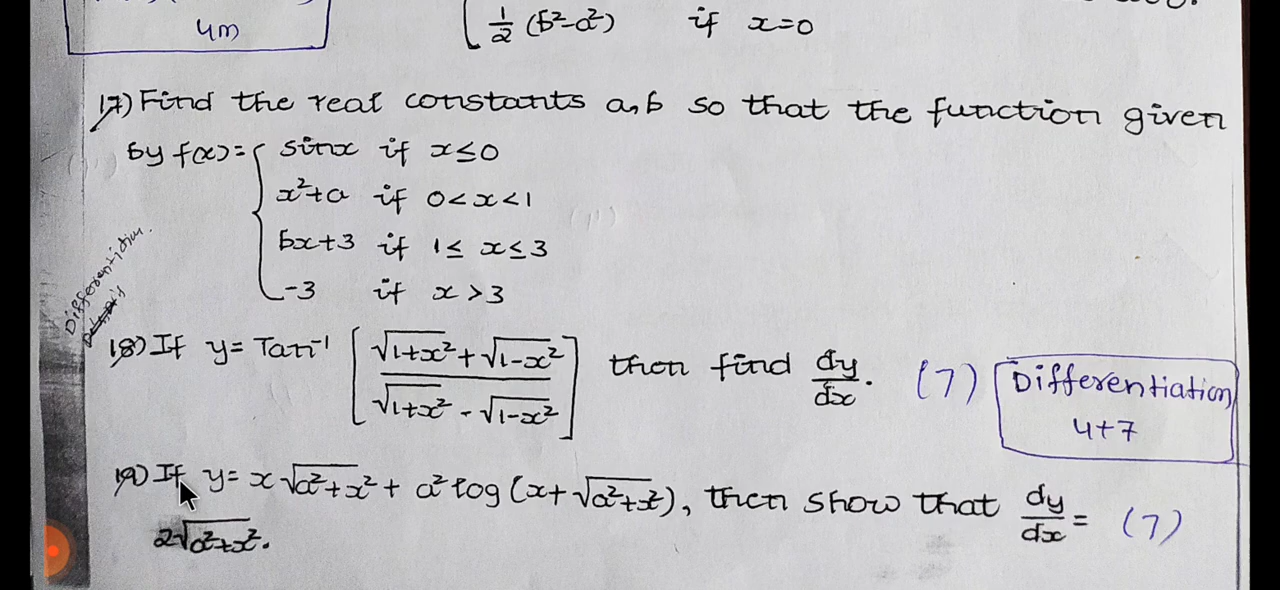 4m
1/2 (b²-a²) if x=0
17) Find the real constants a,b so that the function given
by f(x)= { sinx if x≤0
x²+a if 0<x<1
bx+3 if 1≤ x≤3
-3 if x>3
Differentiation.
18) If y= Tan⁻¹ [ (√1+x² + √1-x²) / (√1+x² - √1-x²) ] then find dy/dx. (7)
Differentiation
4+7
19) If y= x√a²+x² + a² log (x+√a²+x²), then show that dy/dx = (7)
2√a²+x².